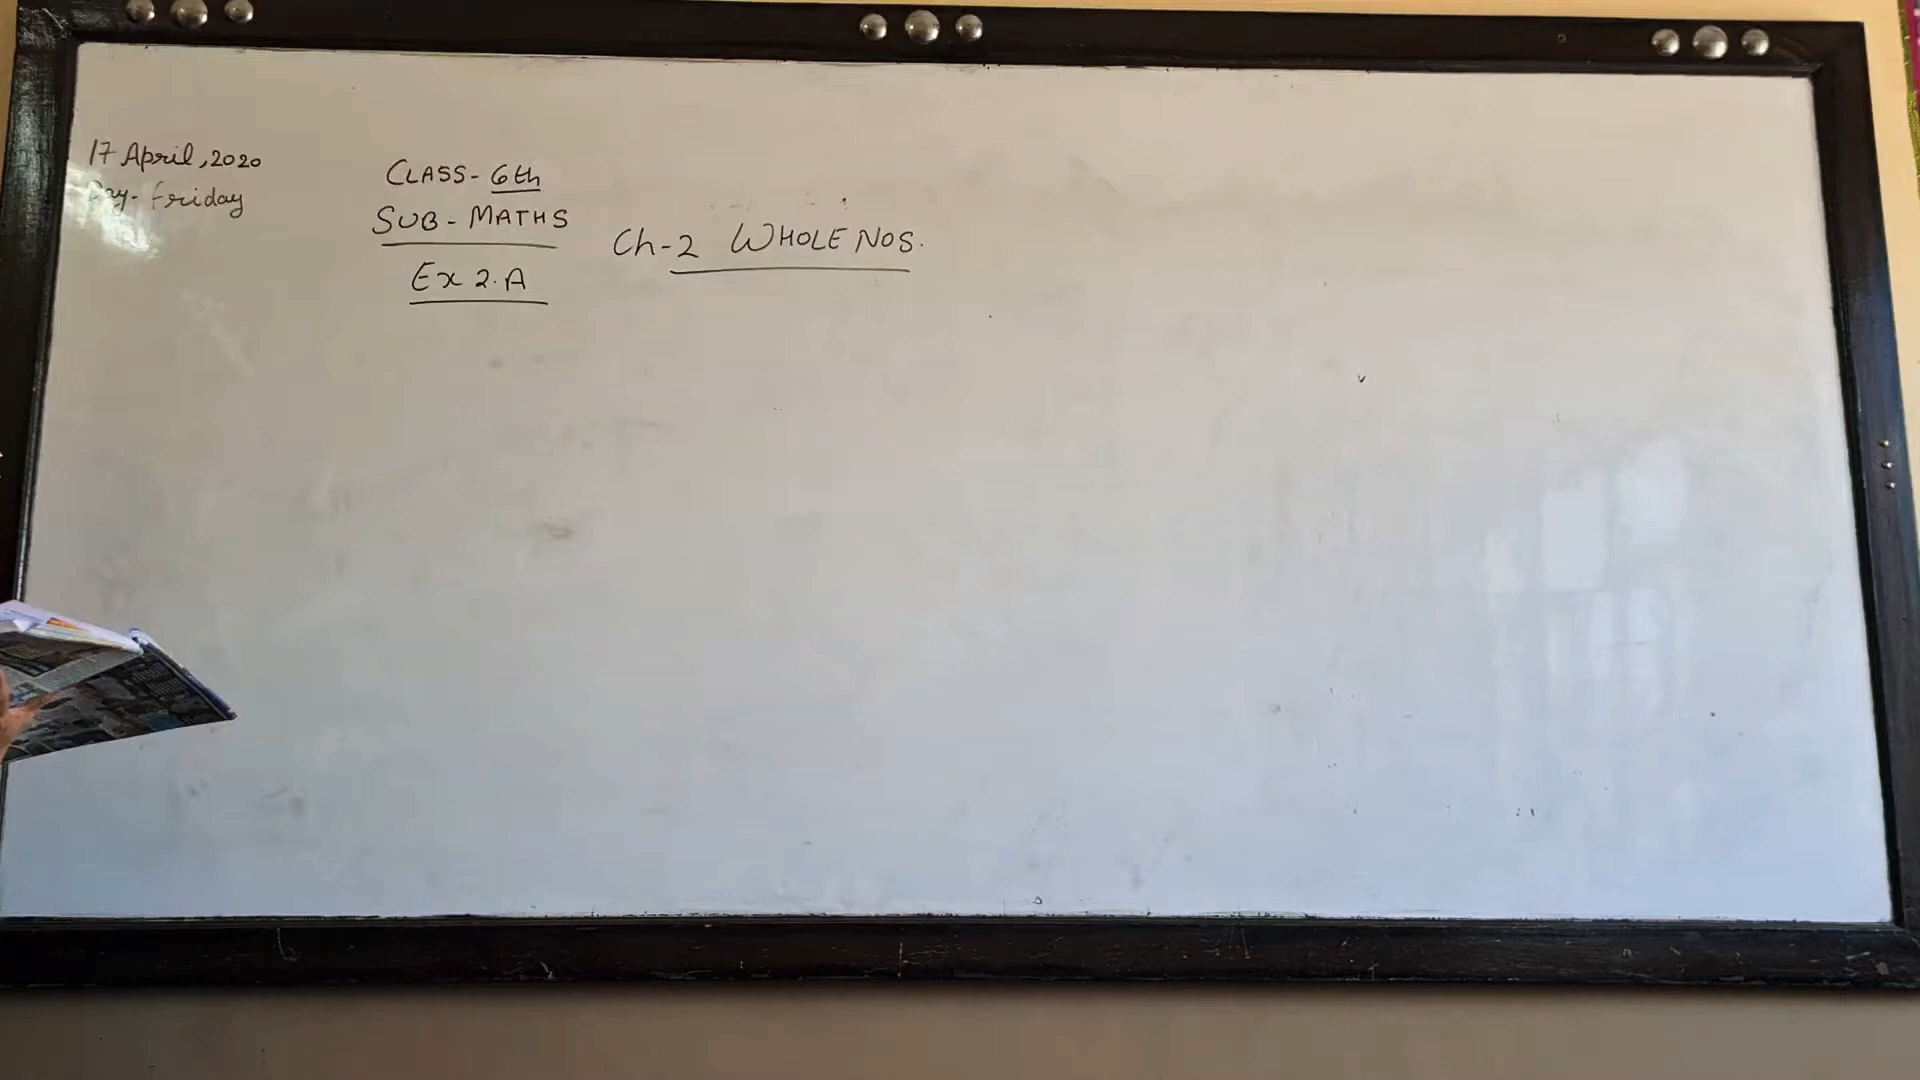 17 April, 2020
Day- Friday
CLASS- 6th
SUB- MATHS
Ch-2 WHOLE NOS.
Ex 2.A